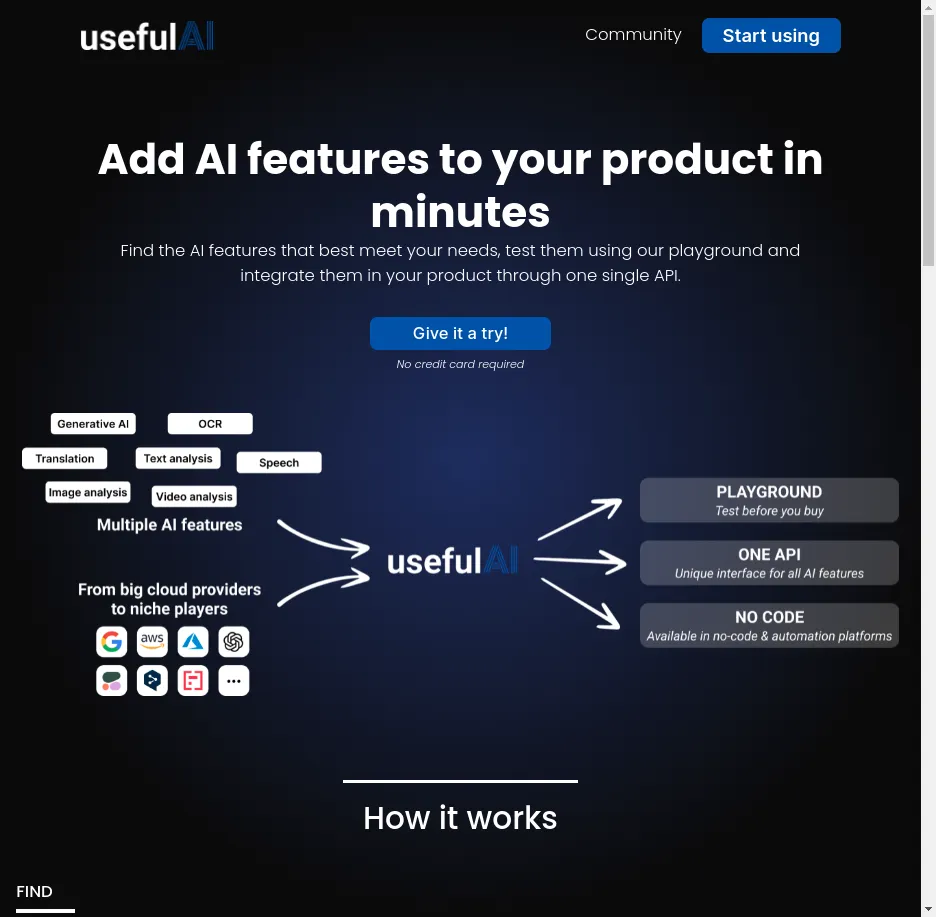 usefulAI
Community
Start using
Add AI features to your product in
minutes
Find the AI features that best meet your needs, test them using our playground and
integrate them in your product through one single API.
Give it a try!
No credit card required
Generative AI
OCR
Translation
Text analysis
Speech
Image analysis
Video analysis
Multiple AI features
From big cloud providers
to niche players
aws
usefulAI
PLAYGROUND
Test before you buy
ONE API
Unique interface for all AI features
NO CODE
Available in no-code & automation platforms
How it works
FIND